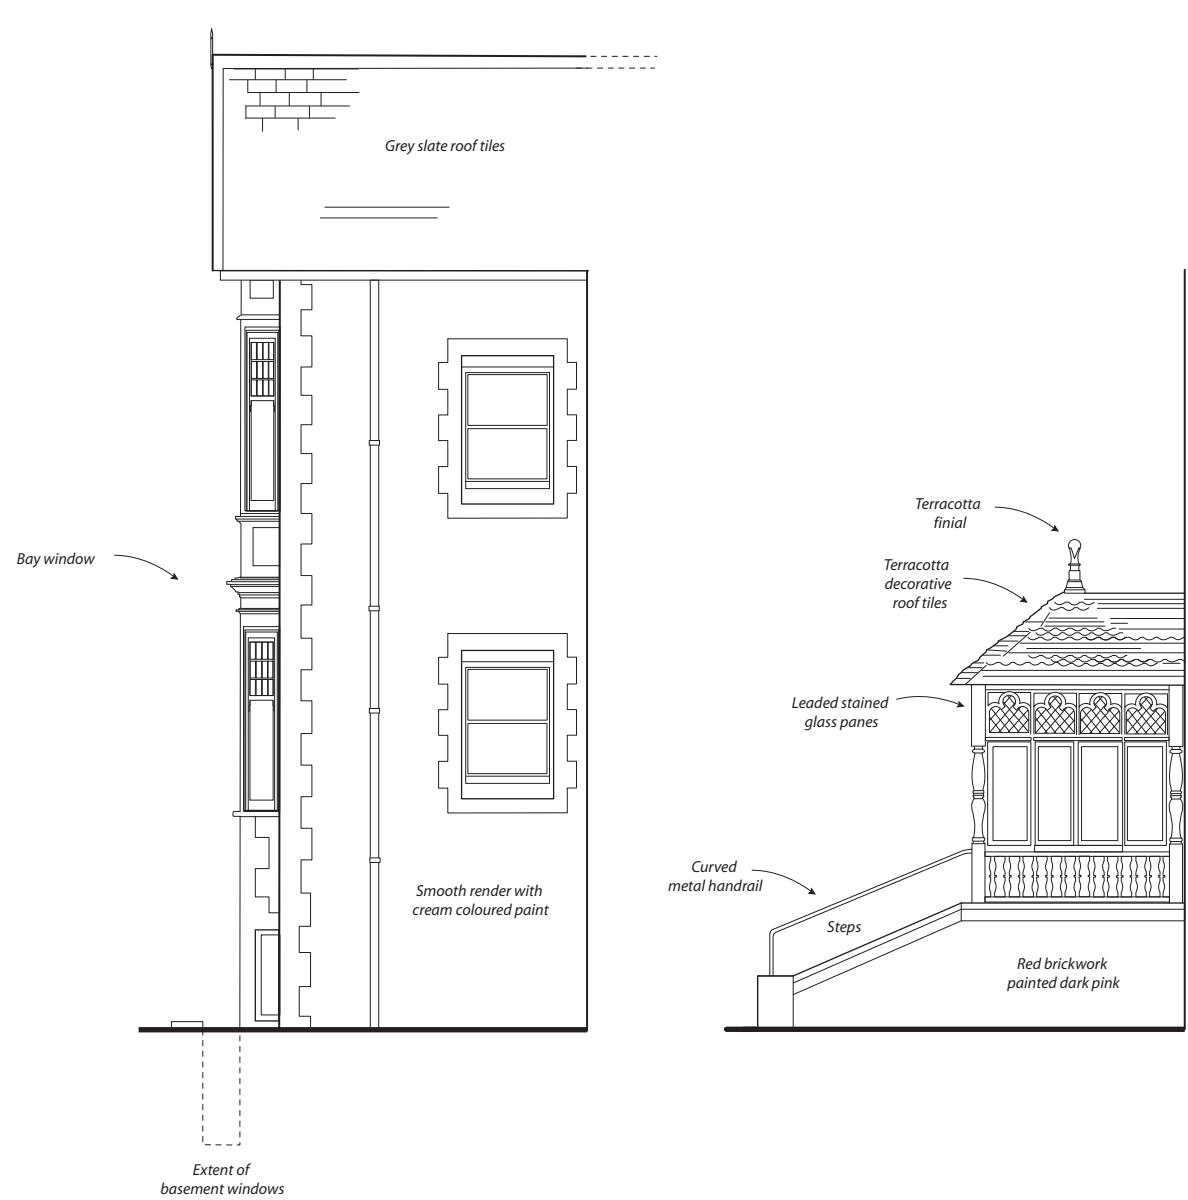 Grey slate roof tiles
Bay window
Smooth render with
cream coloured paint
Extent of
basement windows
Terracotta
finial
Terracotta
decorative
roof tiles
Leaded stained
glass panes
Curved
metal handrail
Steps
Red brickwork
painted dark pink